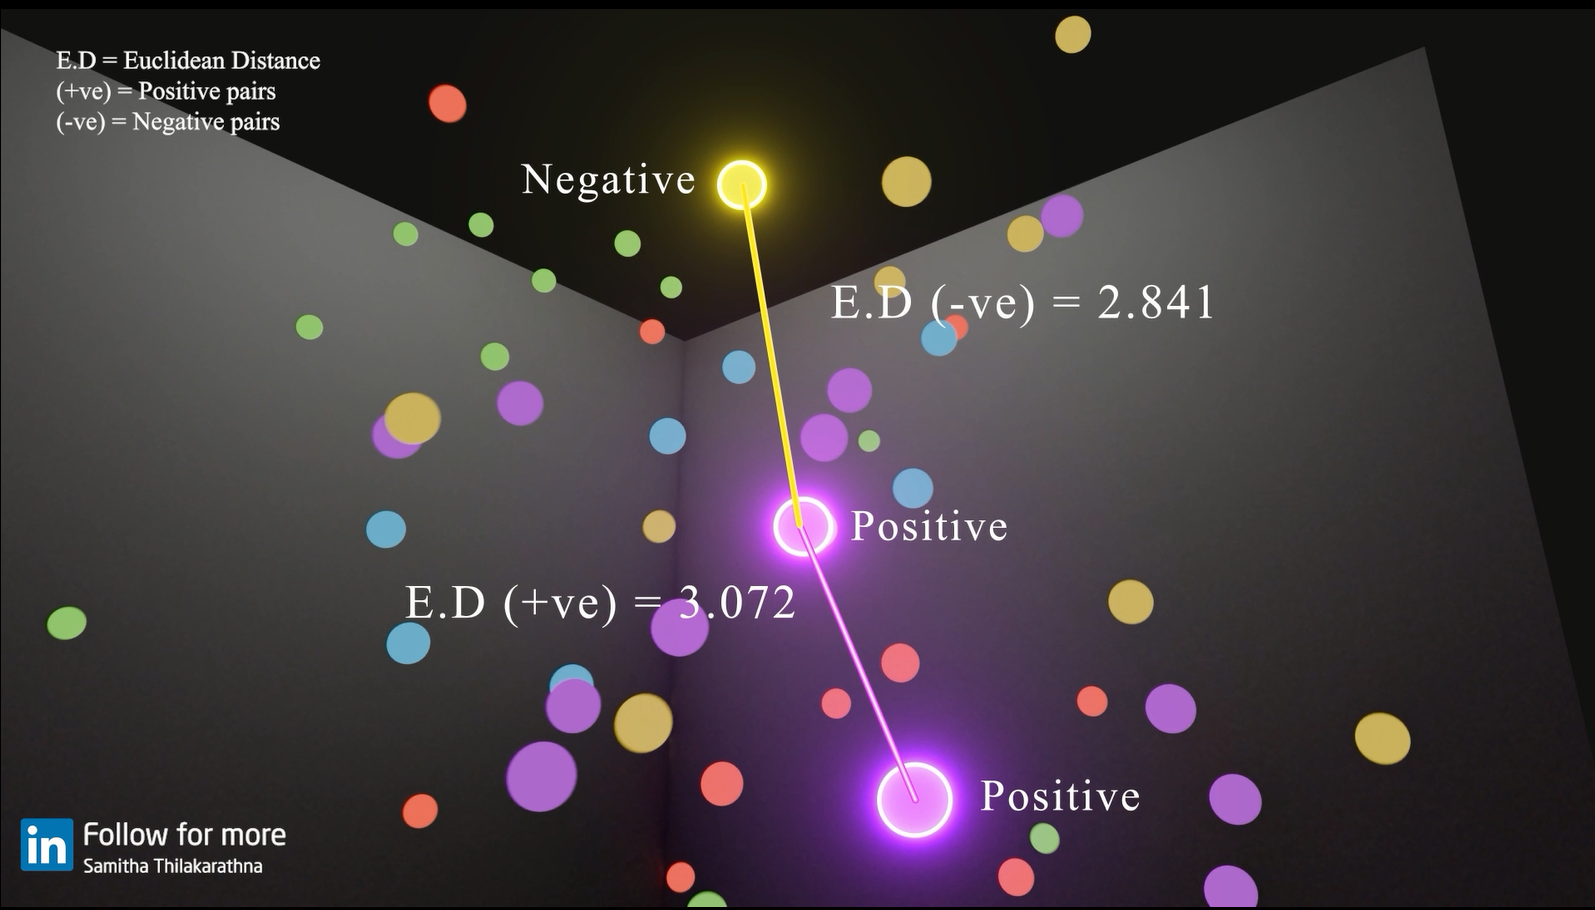 E.D = Euclidean Distance
(+ve) = Positive pairs
(-ve) = Negative pairs
Negative
E.D (-ve) = 2.841
Positive
E.D (+ve) = 3.072
Positive
in
Follow for more
Samitha Thilakarathna